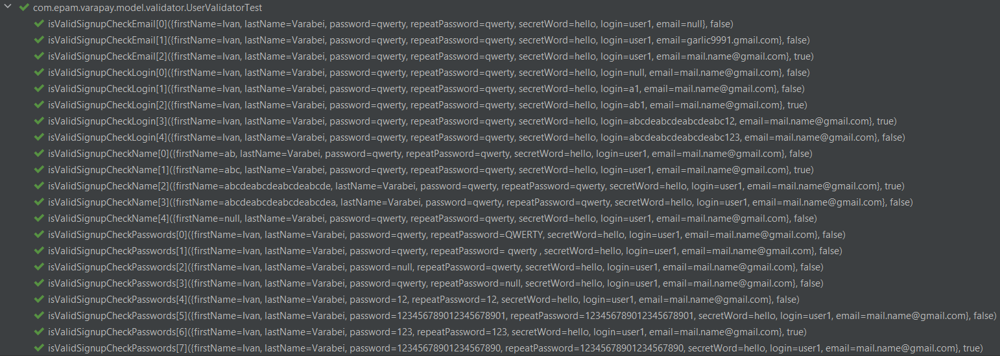 com.epam.varapay.model.validator.UserValidatorTest
isValidSignupCheckEmail[0]({firstName=Ivan, lastName=Varabei, password=qwerty, repeatPassword=qwerty, secretWord=hello, login=user1, email=null}, false)
isValidSignupCheckEmail[1]({firstName=Ivan, lastName=Varabei, password=qwerty, repeatPassword=qwerty, secretWord=hello, login=user1, email=garlic9991.gmail.com}, false)
isValidSignupCheckEmail[2]({firstName=Ivan, lastName=Varabei, password=qwerty, repeatPassword=qwerty, secretWord=hello, login=user1, email=mail.name@gmail.com}, true)
isValidSignupCheckLogin[0]({firstName=Ivan, lastName=Varabei, password=qwerty, repeatPassword=qwerty, secretWord=hello, login=null, email=mail.name@gmail.com}, false)
isValidSignupCheckLogin[1]({firstName=Ivan, lastName=Varabei, password=qwerty, repeatPassword=qwerty, secretWord=hello, login=a1, email=mail.name@gmail.com}, false)
isValidSignupCheckLogin[2]({firstName=Ivan, lastName=Varabei, password=qwerty, repeatPassword=qwerty, secretWord=hello, login=ab1, email=mail.name@gmail.com}, true)
isValidSignupCheckLogin[3]({firstName=Ivan, lastName=Varabei, password=qwerty, repeatPassword=qwerty, secretWord=hello, login=abcdeabcdeabcdeabc12, email=mail.name@gmail.com}, true)
isValidSignupCheckLogin[4]({firstName=Ivan, lastName=Varabei, password=qwerty, repeatPassword=qwerty, secretWord=hello, login=abcdeabcdeabcdeabc123, email=mail.name@gmail.com}, false)
isValidSignupCheckName[0]({firstName=ab, lastName=Varabei, password=qwerty, repeatPassword=qwerty, secretWord=hello, login=user1, email=mail.name@gmail.com}, false)
isValidSignupCheckName[1]({firstName=abc, lastName=Varabei, password=qwerty, repeatPassword=qwerty, secretWord=hello, login=user1, email=mail.name@gmail.com}, true)
isValidSignupCheckName[2]({firstName=abcdeabcdeabcdeabcde, lastName=Varabei, password=qwerty, repeatPassword=qwerty, secretWord=hello, login=user1, email=mail.name@gmail.com}, true)
isValidSignupCheckName[3]({firstName=abcdeabcdeabcdeabcdea, lastName=Varabei, password=qwerty, repeatPassword=qwerty, secretWord=hello, login=user1, email=mail.name@gmail.com}, false)
isValidSignupCheckName[4]({firstName=null, lastName=Varabei, password=qwerty, repeatPassword=qwerty, secretWord=hello, login=user1, email=mail.name@gmail.com}, false)
isValidSignupCheckPasswords[0]({firstName=Ivan, lastName=Varabei, password=qwerty, repeatPassword=QWERTY, secretWord=hello, login=user1, email=mail.name@gmail.com}, false)
isValidSignupCheckPasswords[1]({firstName=Ivan, lastName=Varabei, password=qwerty, repeatPassword= qwerty , secretWord=hello, login=user1, email=mail.name@gmail.com}, false)
isValidSignupCheckPasswords[2]({firstName=Ivan, lastName=Varabei, password=null, repeatPassword=qwerty, secretWord=hello, login=user1, email=mail.name@gmail.com}, false)
isValidSignupCheckPasswords[3]({firstName=Ivan, lastName=Varabei, password=qwerty, repeatPassword=null, secretWord=hello, login=user1, email=mail.name@gmail.com}, false)
isValidSignupCheckPasswords[4]({firstName=Ivan, lastName=Varabei, password=12, repeatPassword=12, secretWord=hello, login=user1, email=mail.name@gmail.com}, false)
isValidSignupCheckPasswords[5]({firstName=Ivan, lastName=Varabei, password=123456789012345678901, repeatPassword=123456789012345678901, secretWord=hello, login=user1, email=mail.name@gmail.com}, false)
isValidSignupCheckPasswords[6]({firstName=Ivan, lastName=Varabei, password=123, repeatPassword=123, secretWord=hello, login=user1, email=mail.name@gmail.com}, true)
isValidSignupCheckPasswords[7]({firstName=Ivan, lastName=Varabei, password=12345678901234567890, repeatPassword=12345678901234567890, secretWord=hello, login=user1, email=mail.name@gmail.com}, true)